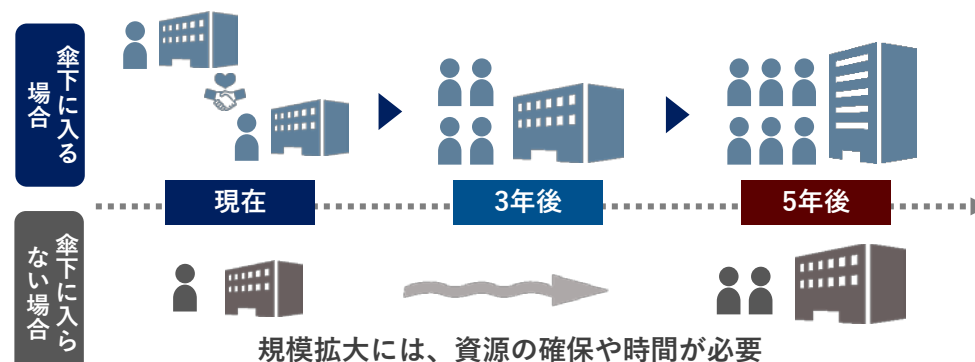 傘下に入る
場合
現在
3年後
5年後
傘下に入ら
ない場合
規模拡大には、資源の確保や時間が必要